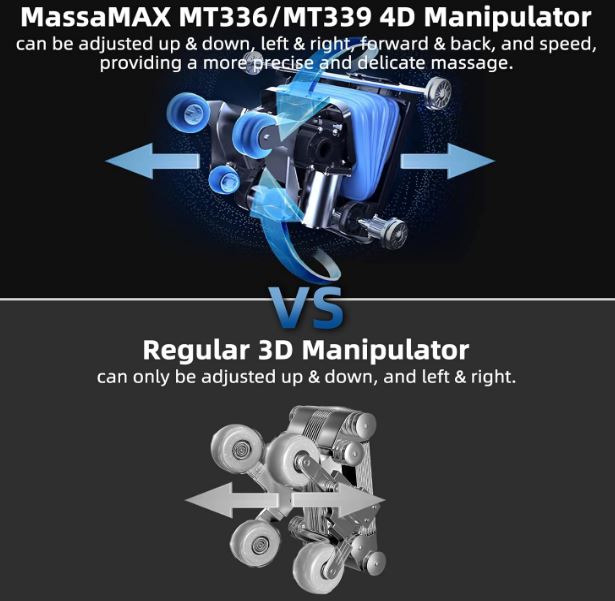 MassaMAX MT336/MT339 4D Manipulator
can be adjusted up & down, left & right, forward & back, and speed,
providing a more precise and delicate massage.
VS
Regular 3D Manipulator
can only be adjusted up & down, and left & right.